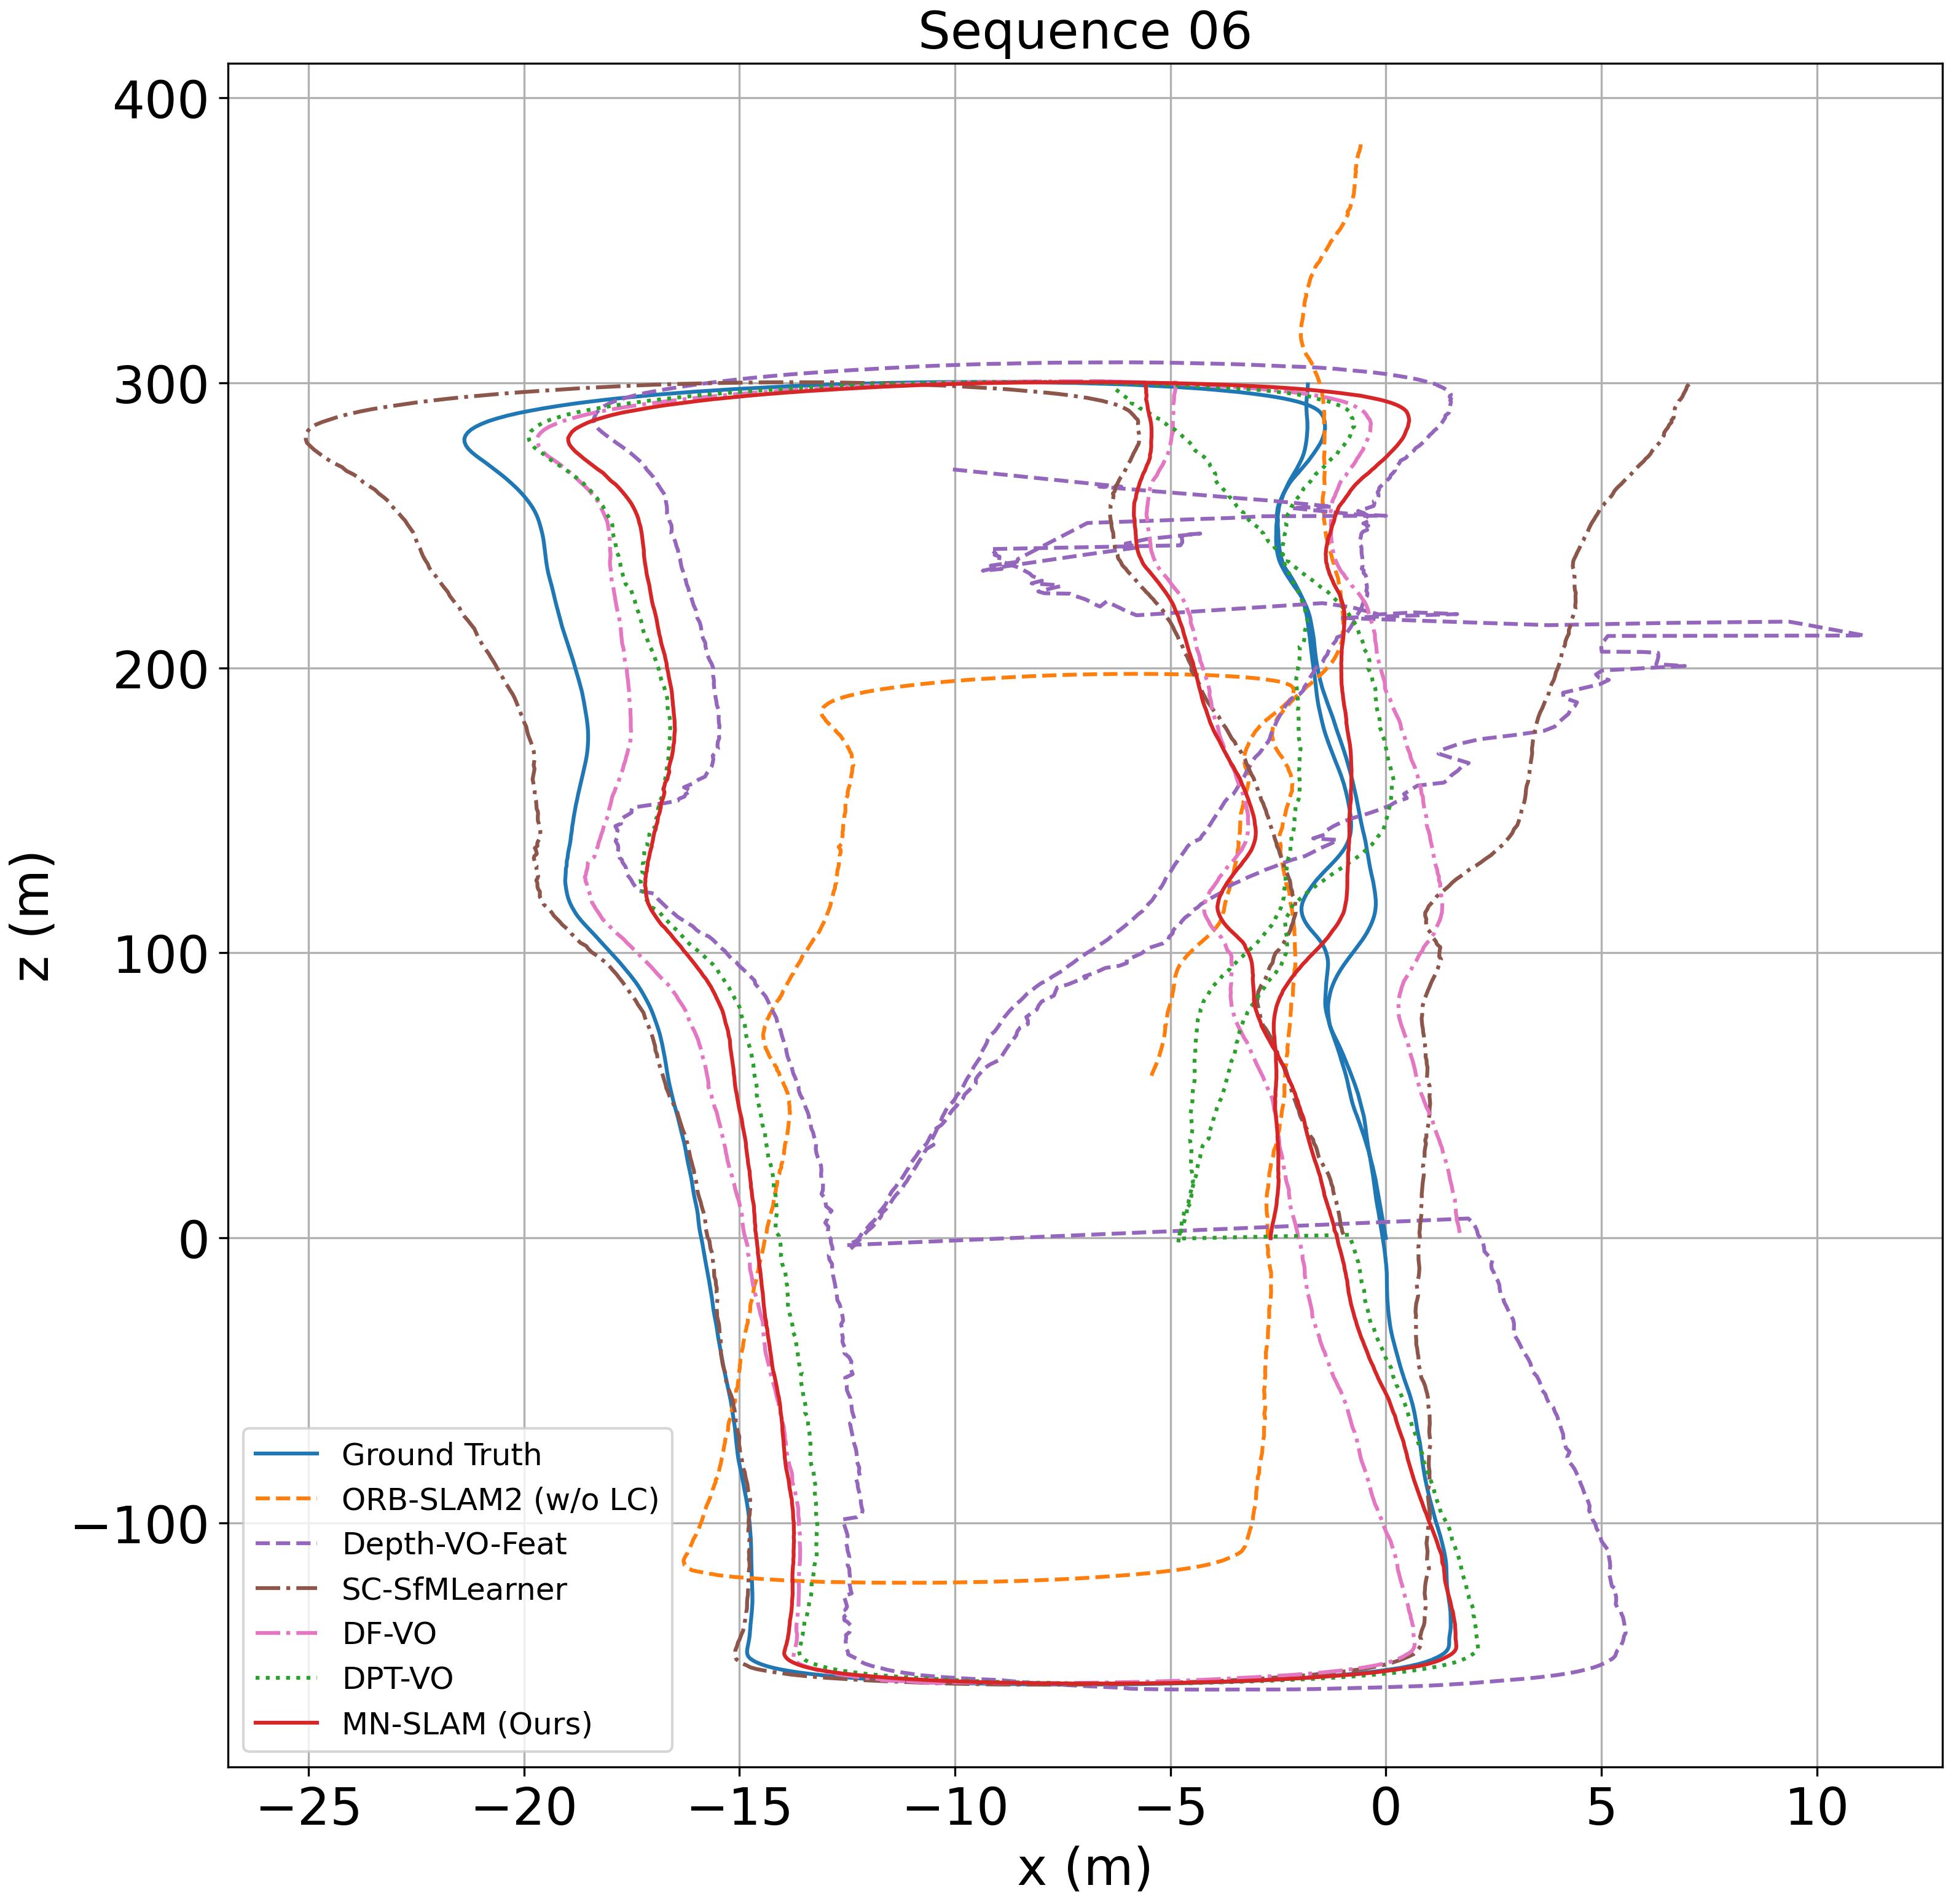 Sequence 06
400
300
200
100
0
−100
z (m)
Ground Truth
ORB-SLAM2 (w/o LC)
Depth-VO-Feat
SC-SfMLearner
DF-VO
DPT-VO
MN-SLAM (Ours)
−25 −20 −15 −10 −5 0 5 10
x (m)